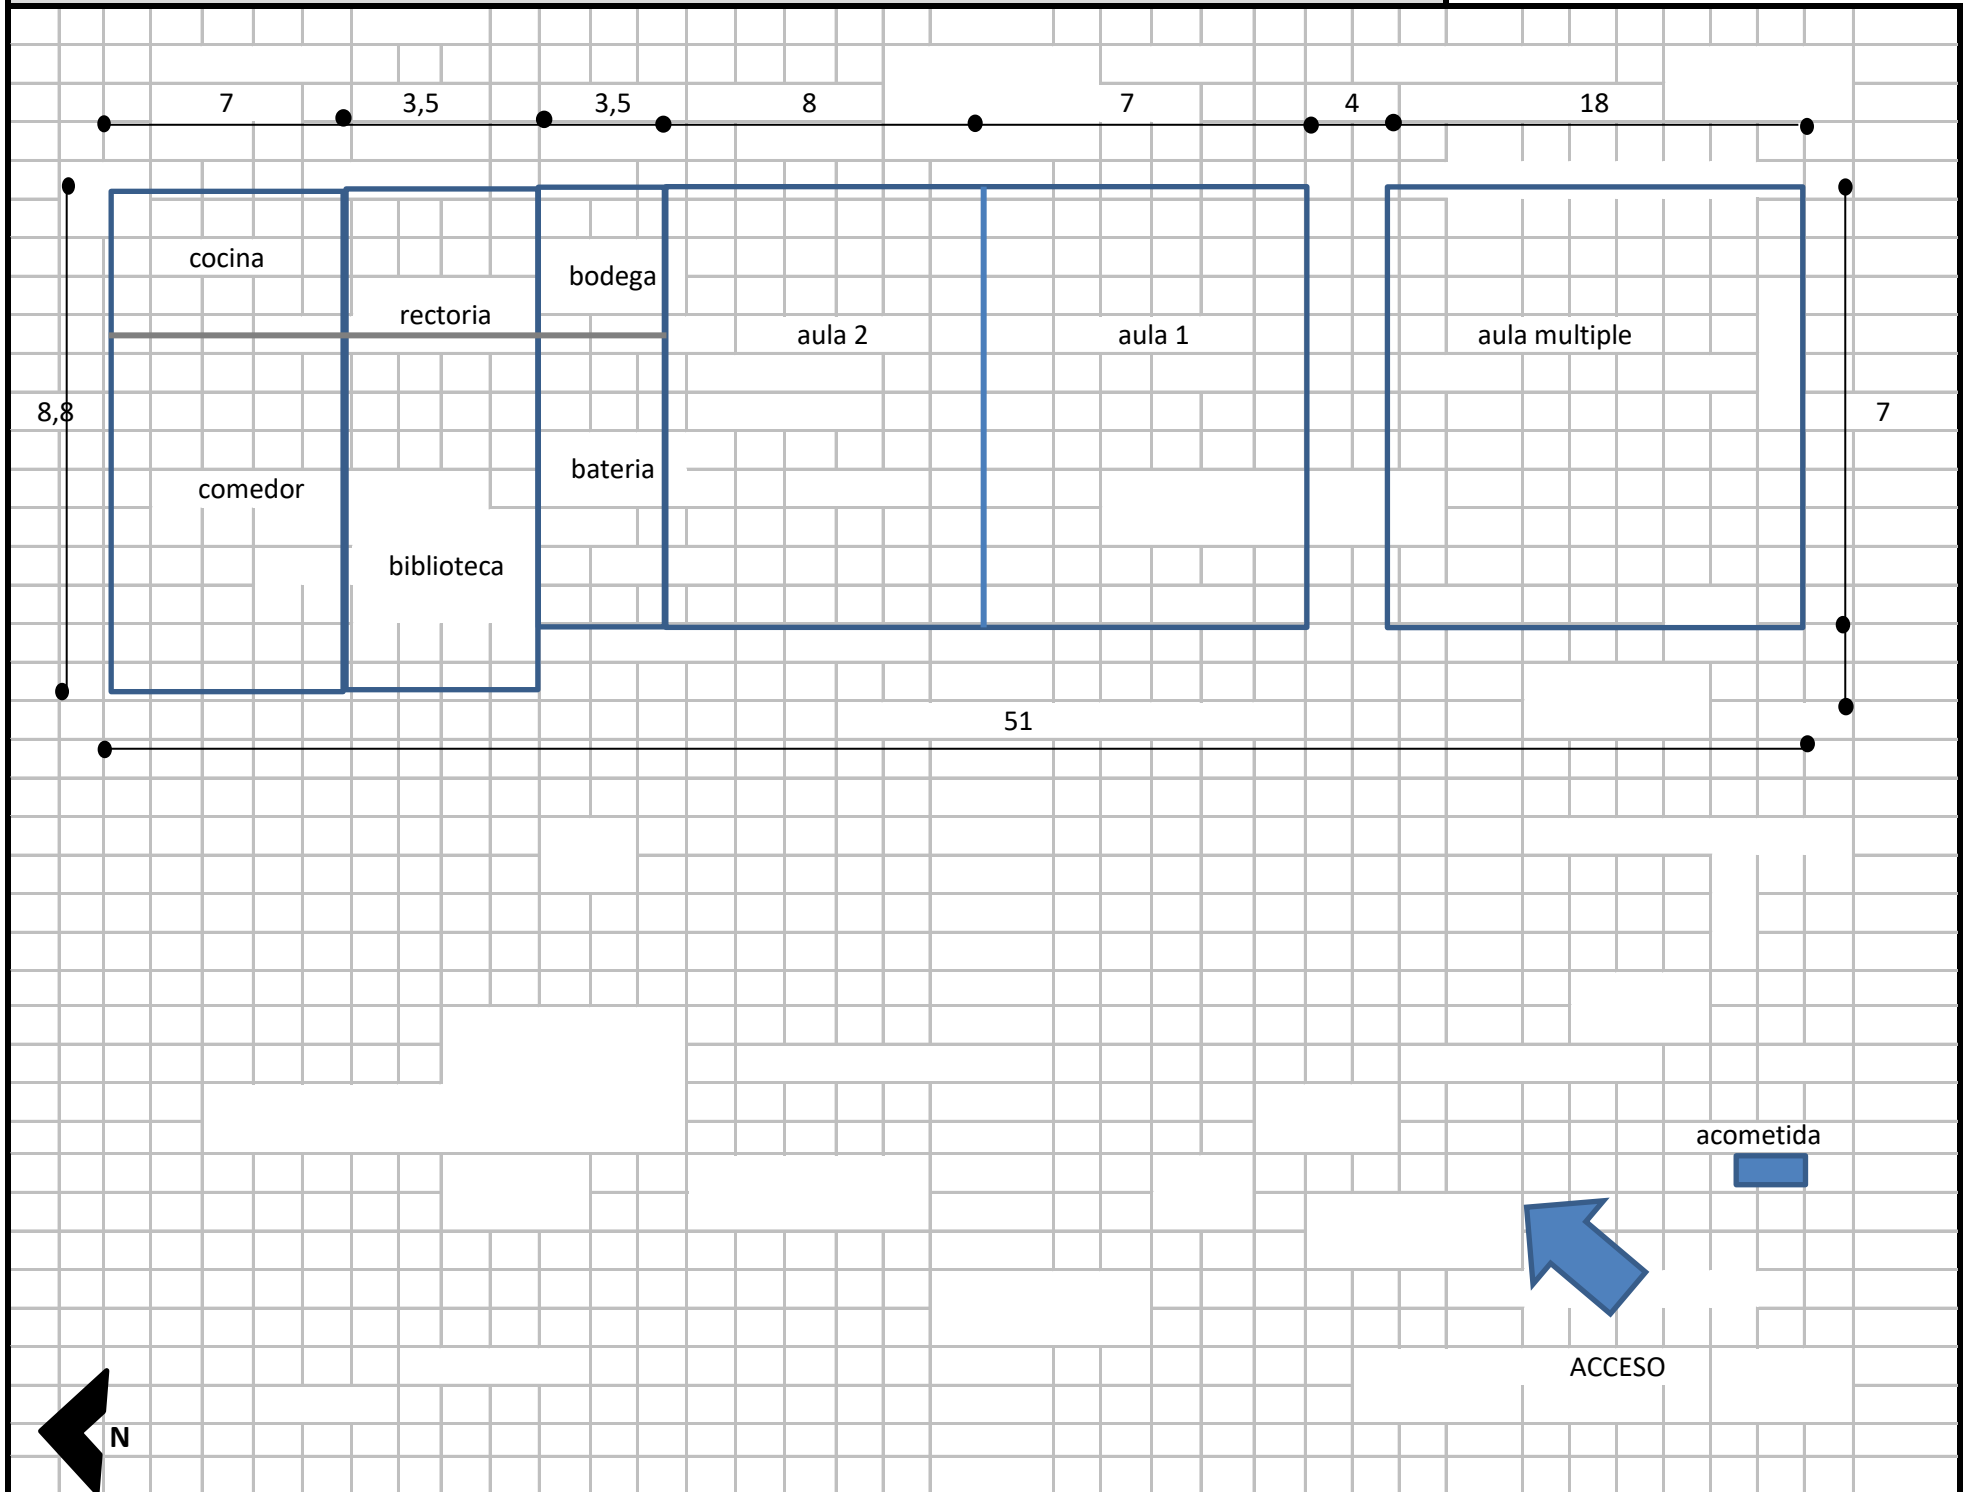 7 3,5 3,5 8 7 4 18
cocina
bodega
rectoria
aula 2 aula 1 aula multiple
8,8 7
bateria
comedor
biblioteca
51
acometida
ACCESO
N